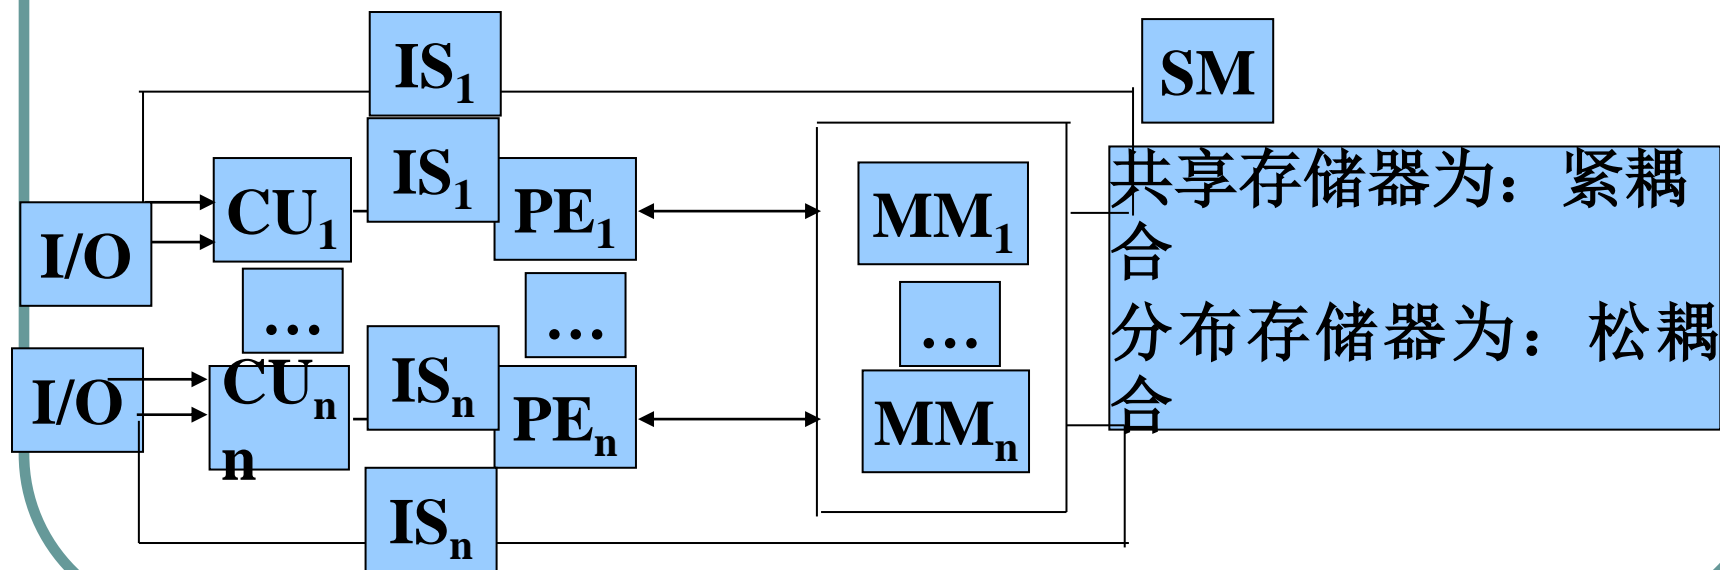 IS1
SM
IS1
CU1
PE1
MM1
I/O
共享存储器为：紧耦
合
…
…
…
分布存储器为：松耦
合
I/O
CUn
n
ISn
PEn
MMn
ISn